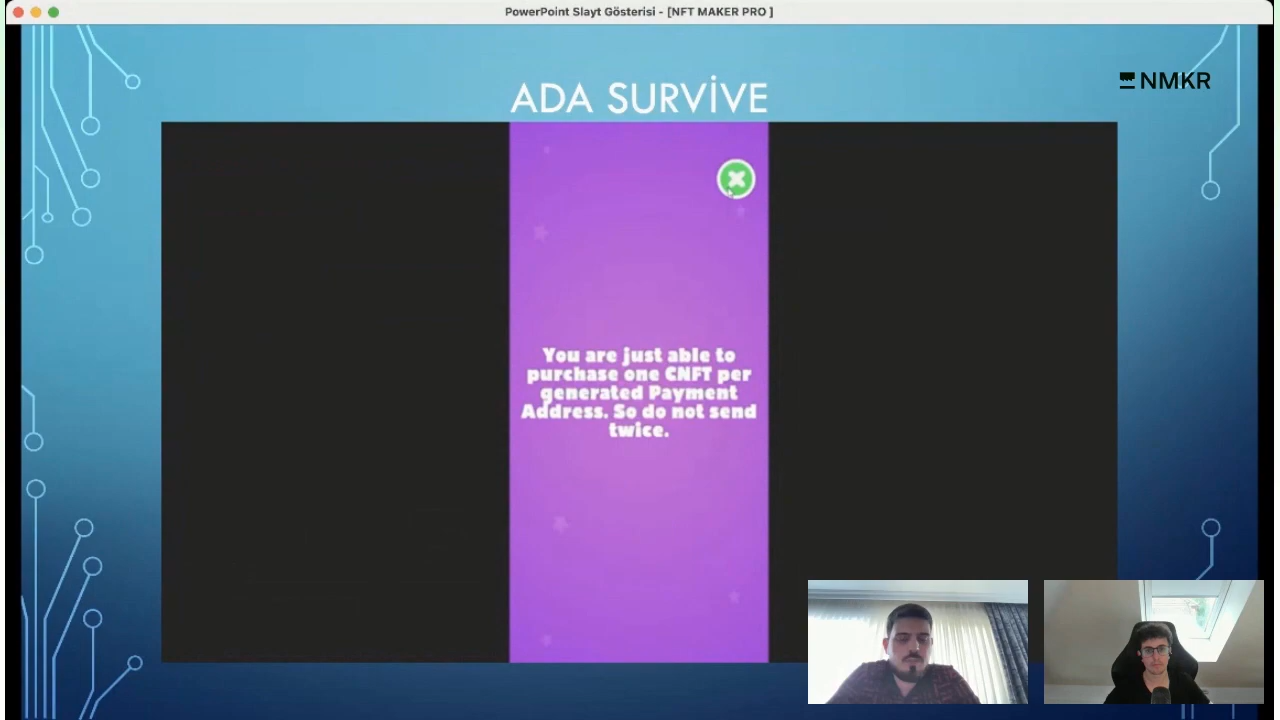 PowerPoint Slayt Gösterisi - [NFT MAKER PRO ]
NMKR
ADA SURVİVE
You are just able to
purchase one CNFT per
generated Payment
Address. So do not send
twice.